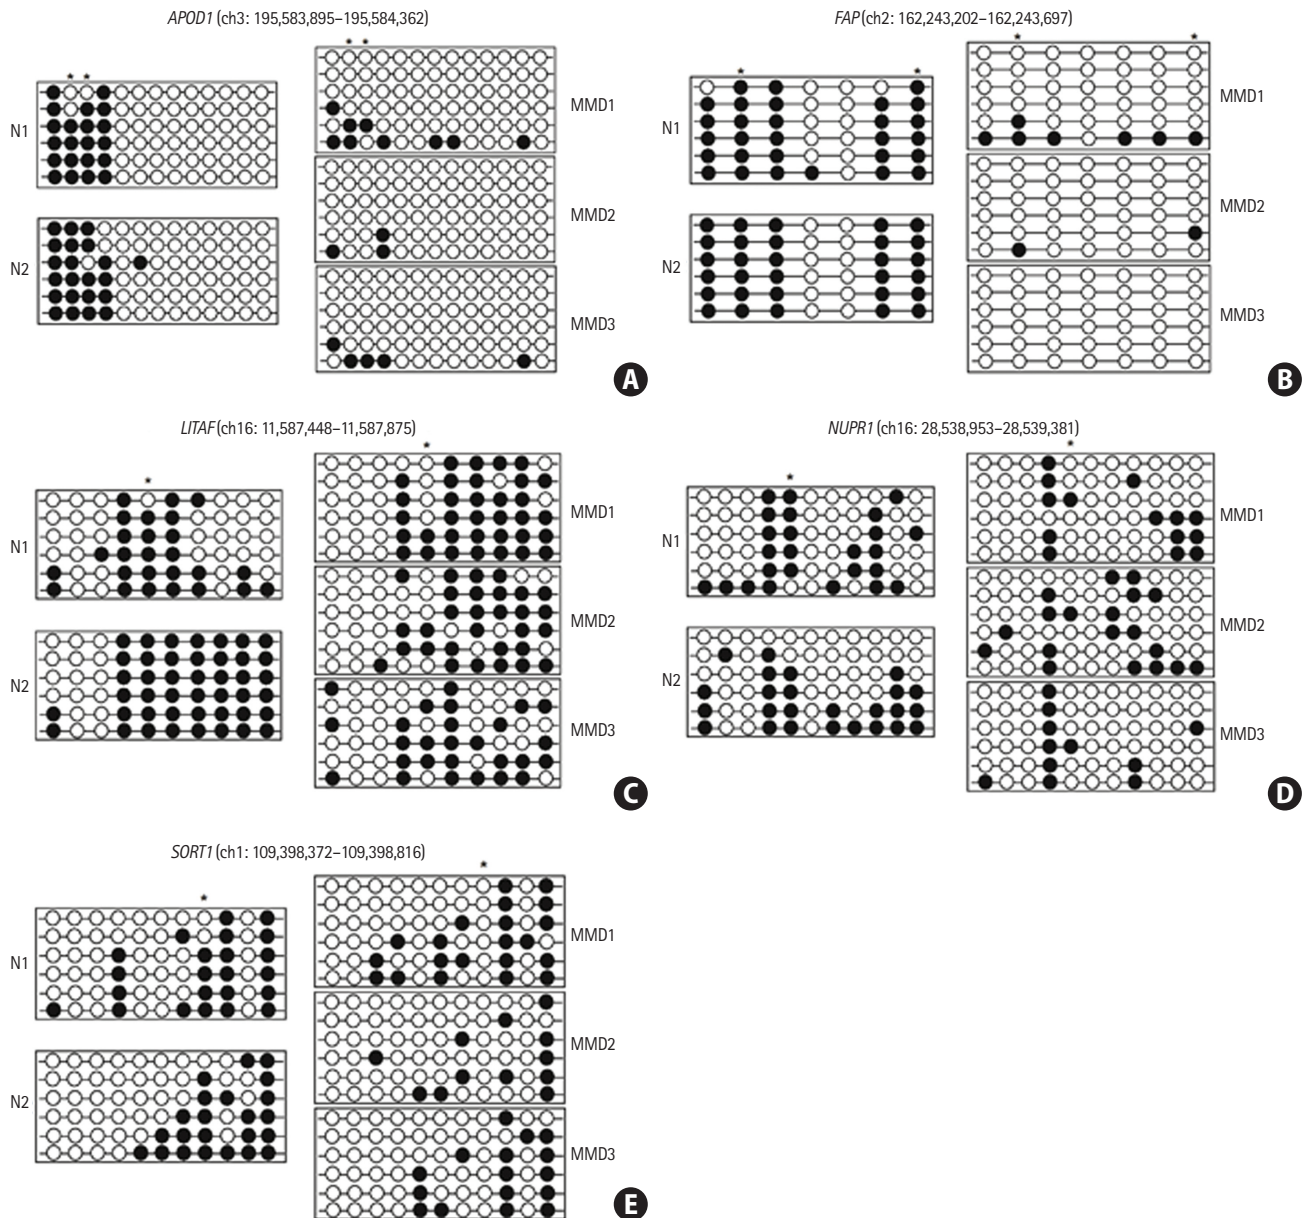 APOD1 (ch3: 195,583,895–195,584,362)
* *
* *
N1
N2
MMD1
MMD2
MMD3
A
FAP (ch2: 162,243,202–162,243,697)
* *
* *
N1
N2
MMD1
MMD2
MMD3
B
LITAF (ch16: 11,587,448–11,587,875)
*
*
N1
N2
MMD1
MMD2
MMD3
C
NUPR1 (ch16: 28,538,953–28,539,381)
*
*
N1
N2
MMD1
MMD2
MMD3
D
SORT1 (ch1: 109,398,372–109,398,816)
*
*
N1
N2
MMD1
MMD2
MMD3
E